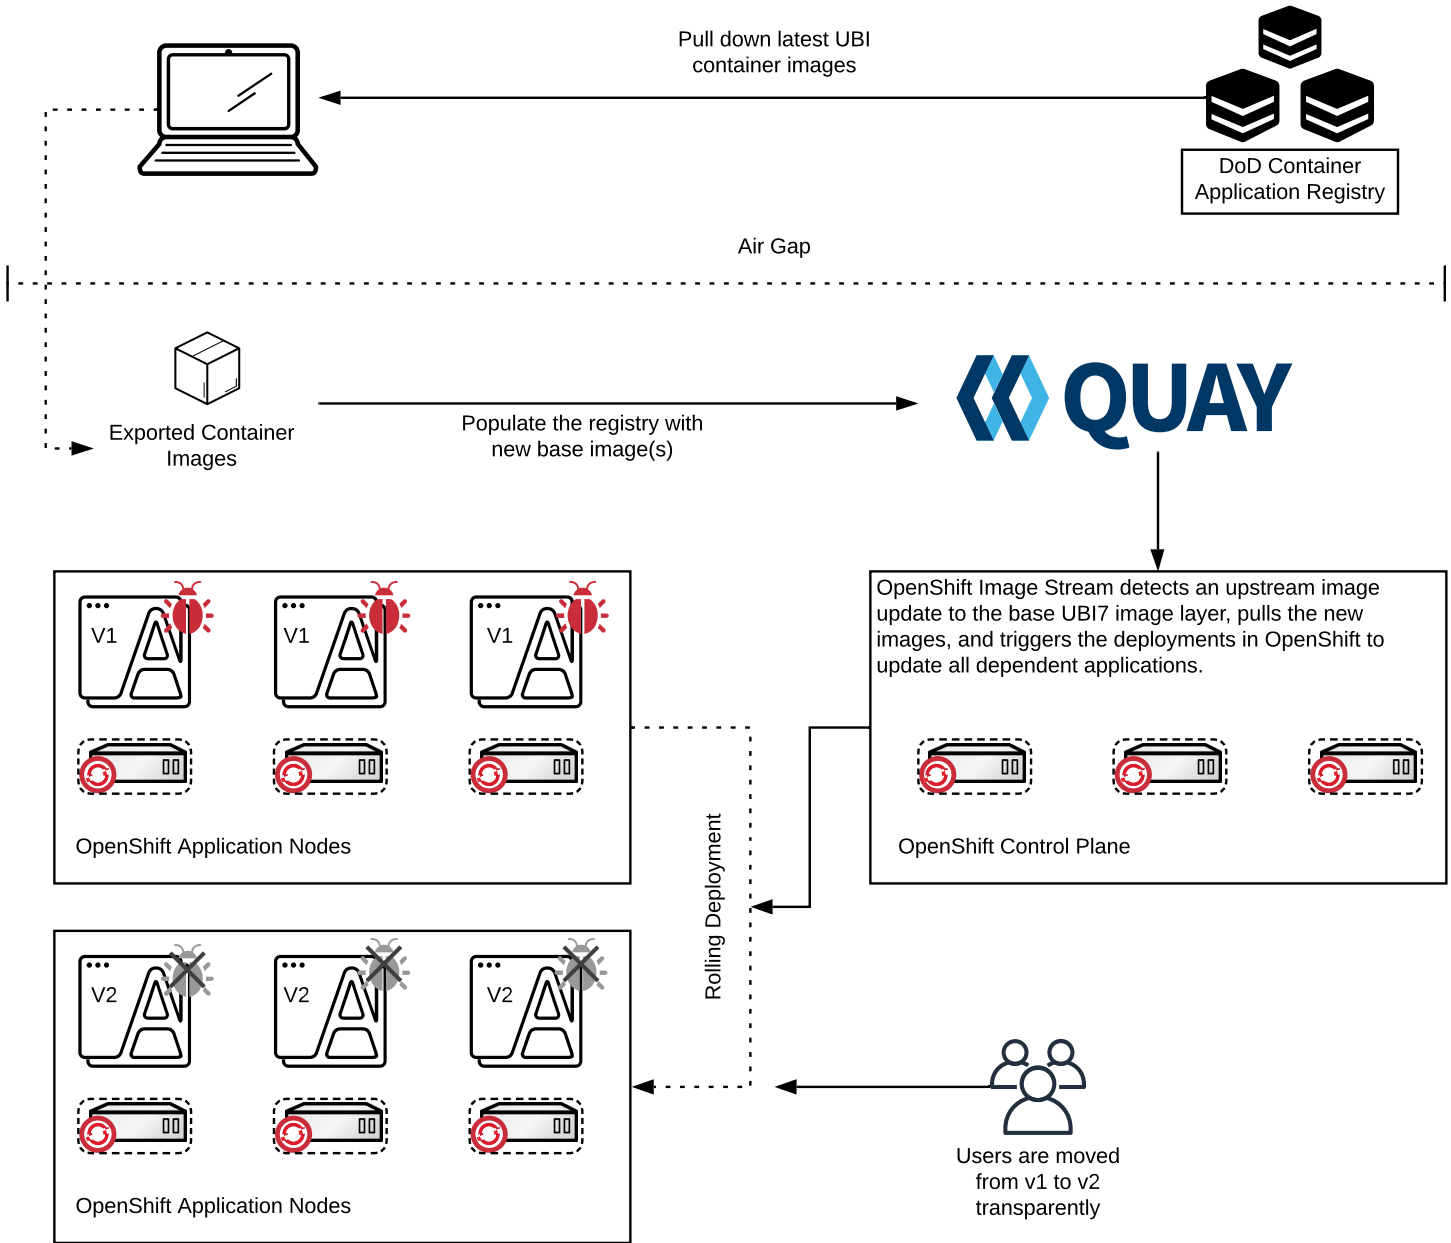 Pull down latest UBI
container images
DoD Container
Application Registry
Air Gap
Exported Container
Images
Populate the registry with
new base image(s)
QUAY
OpenShift Image Stream detects an upstream image
update to the base UBI7 image layer, pulls the new
images, and triggers the deployments in OpenShift to
update all dependent applications.
OpenShift Control Plane
V1
V1
V1
OpenShift Application Nodes
Rolling Deployment
V2
V2
V2
OpenShift Application Nodes
Users are moved
from v1 to v2
transparently